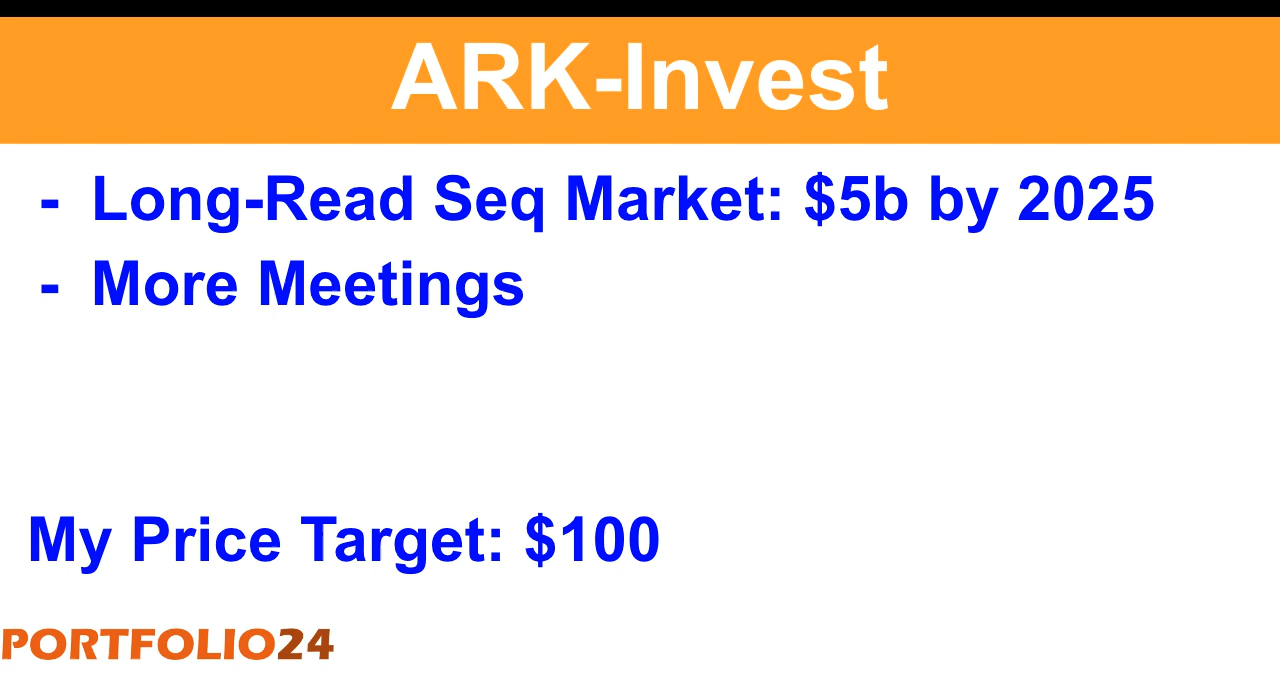 ARK-Invest
- Long-Read Seq Market: $5b by 2025
- More Meetings
My Price Target: $100
PORTFOLIO24